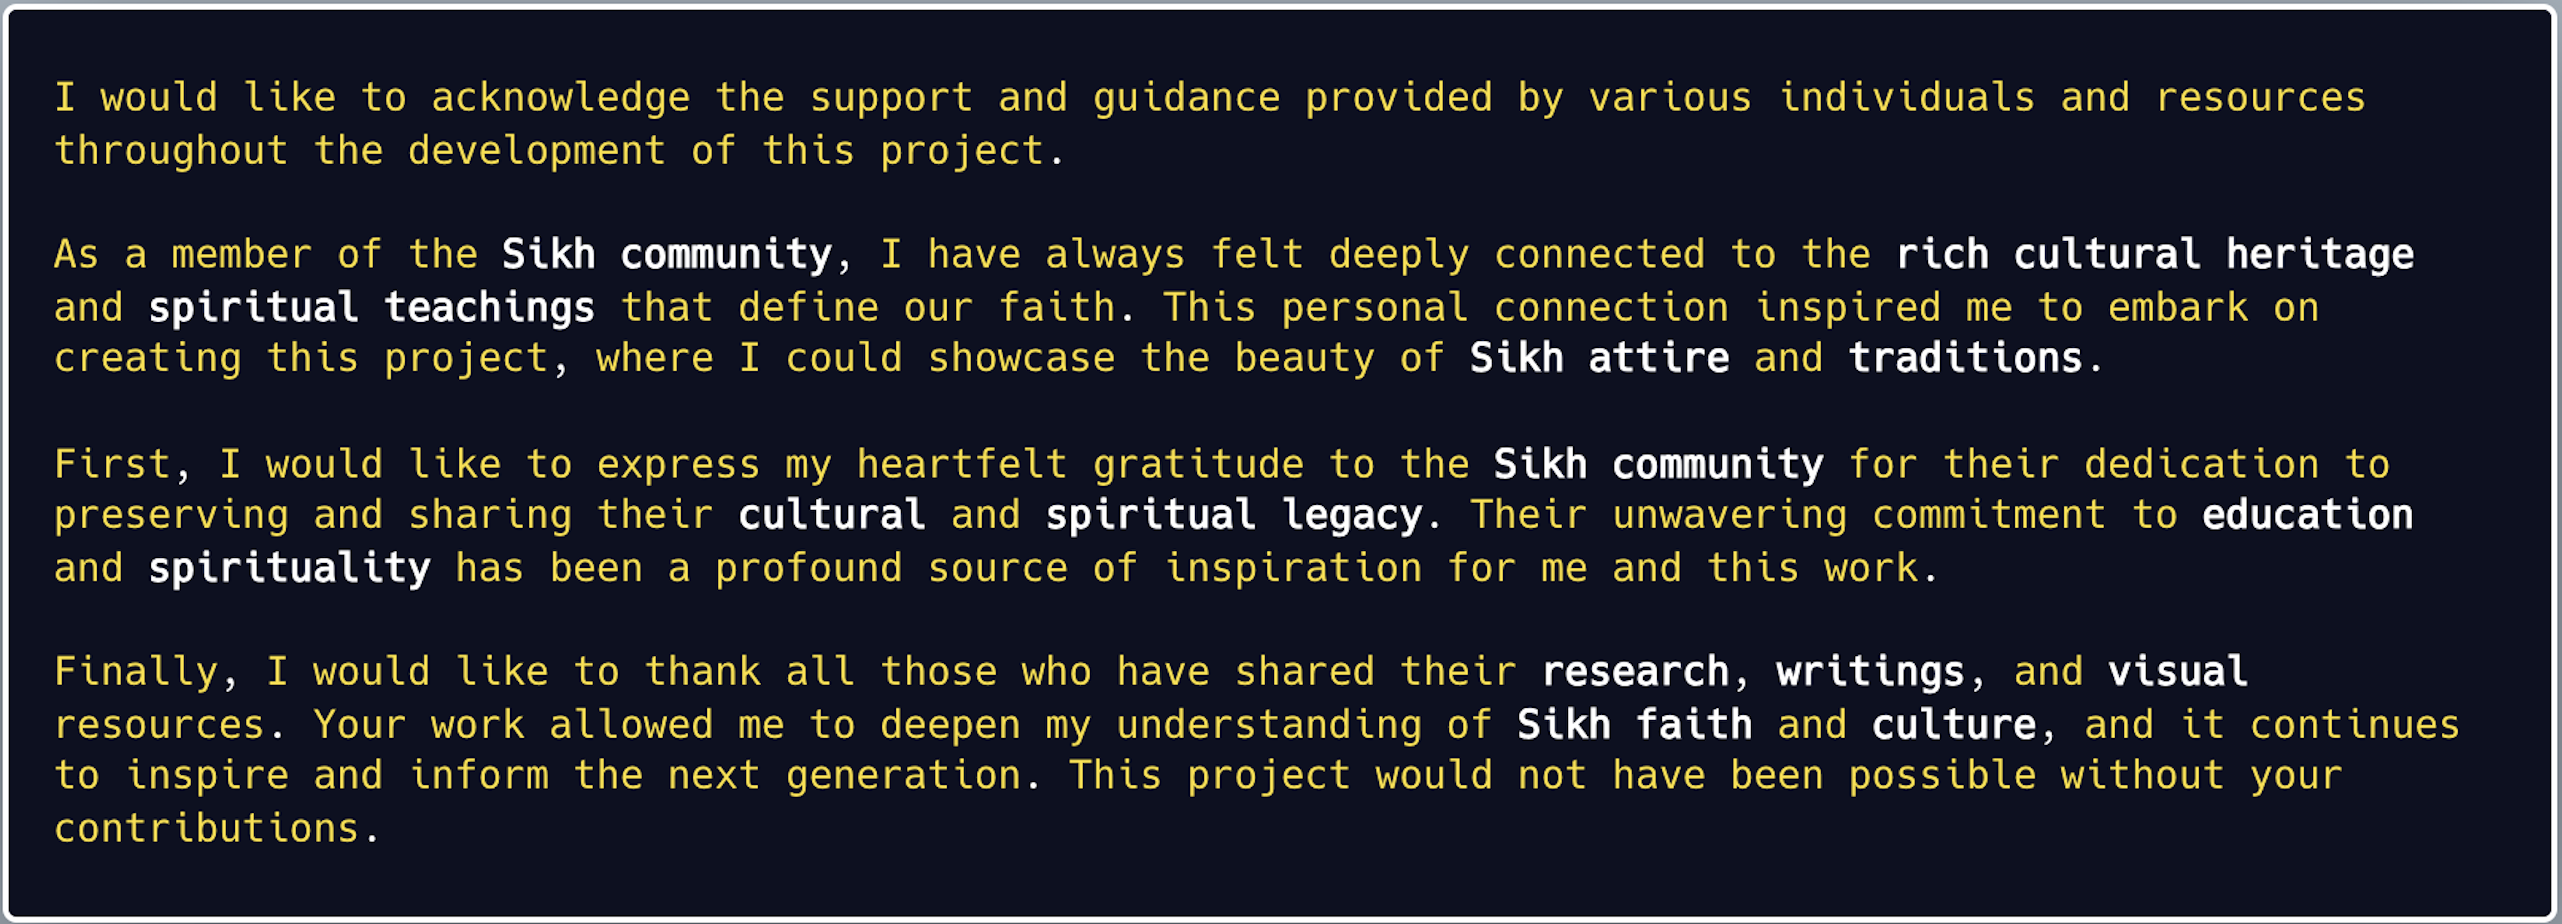 I would like to acknowledge the support and guidance provided by various individuals and resources
throughout the development of this project.
As a member of the Sikh community, I have always felt deeply connected to the rich cultural heritage
and spiritual teachings that define our faith. This personal connection inspired me to embark on
creating this project, where I could showcase the beauty of Sikh attire and traditions.
First, I would like to express my heartfelt gratitude to the Sikh community for their dedication to
preserving and sharing their cultural and spiritual legacy. Their unwavering commitment to education
and spirituality has been a profound source of inspiration for me and this work.
Finally, I would like to thank all those who have shared their research, writings, and visual
resources. Your work allowed me to deepen my understanding of Sikh faith and culture, and it continues
to inspire and inform the next generation. This project would not have been possible without your
contributions.